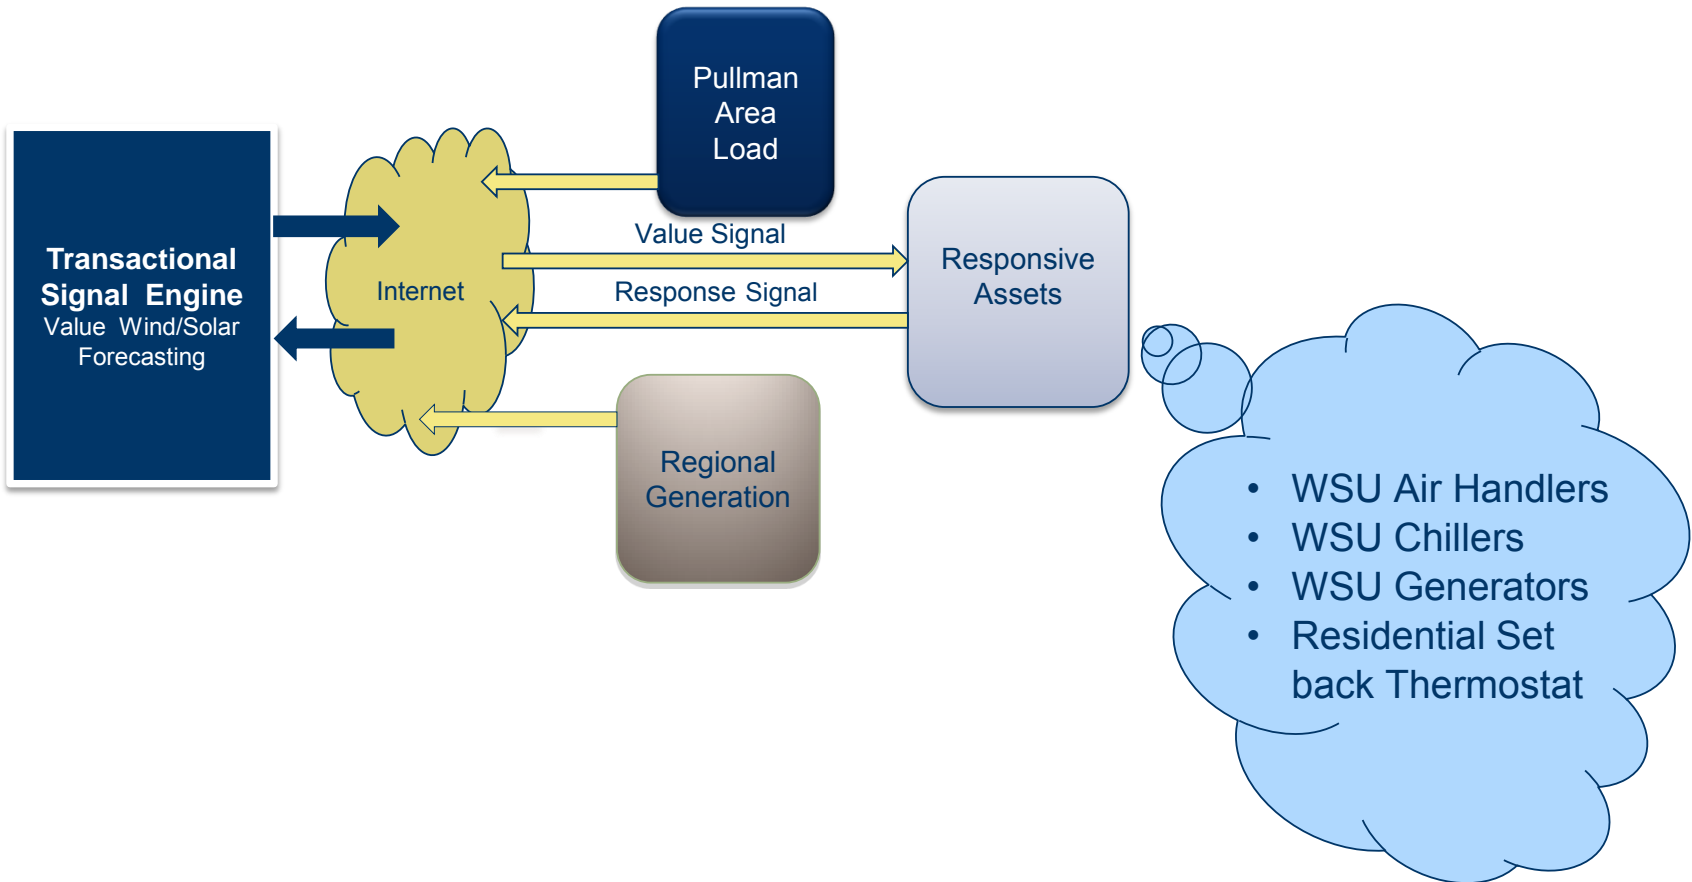 Pullman
Area
Load
Transactional
Signal Engine
Value Wind/Solar
Forecasting
Internet
Value Signal
Response Signal
Responsive
Assets
Regional
Generation
• WSU Air Handlers
• WSU Chillers
• WSU Generators
• Residential Set
back Thermostat